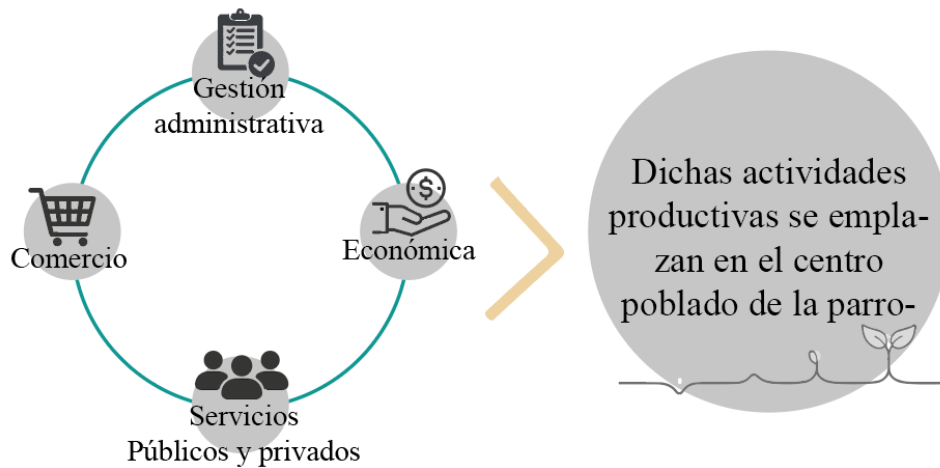 Gestión
administrativa
Comercio
Económica
Servicios
Públicos y privados
Dichas actividades
productivas se empla-
zan en el centro
poblado de la parro-